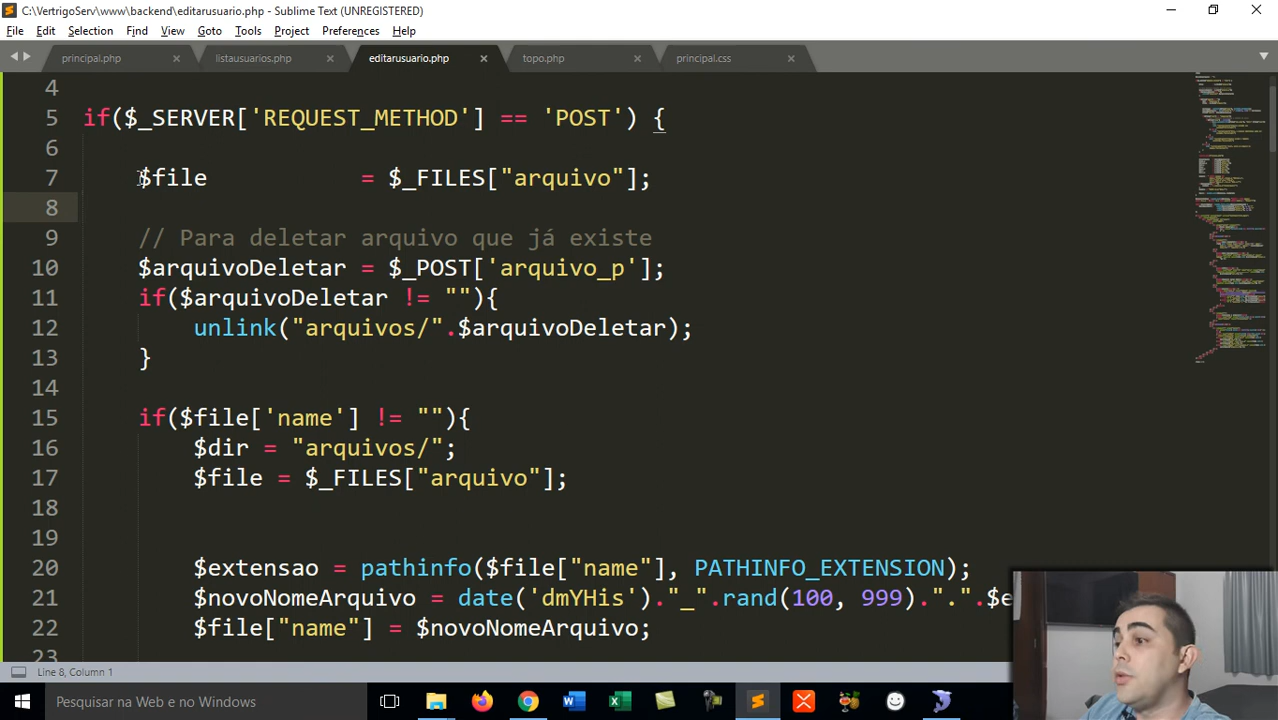 C:\VertrigoServ\www\backend\editarusuario.php - Sublime Text (UNREGISTERED)
File Edit Selection Find View Goto Tools Project Preferences Help
principal.php × listausuarios.php × editarusuario.php × topo.php × principal.css ×
4
5 if($_SERVER['REQUEST_METHOD'] == 'POST') {
6
7 $file = $_FILES["arquivo"];
8
9 // Para deletar arquivo que já existe
10 $arquivoDeletar = $_POST['arquivo_p'];
11 if($arquivoDeletar != ""){
12 unlink("arquivos/".$arquivoDeletar);
13 }
14
15 if($file['name'] != ""){
16 $dir = "arquivos/";
17 $file = $_FILES["arquivo"];
18
19
20 $extensao = pathinfo($file["name"], PATHINFO_EXTENSION);
21 $novoNomeArquivo = date('dmYHis')."_".rand(100, 999).".".$e
22 $file["name"] = $novoNomeArquivo;
23
Line 8, Column 1
Pesquisar na Web e no Windows